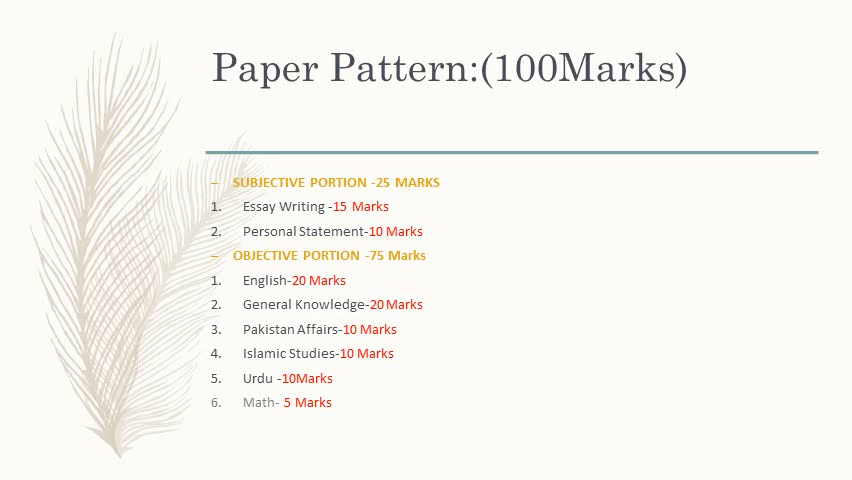 Paper Pattern:(100Marks)
– SUBJECTIVE PORTION -25 MARKS
1. Essay Writing -15 Marks
2. Personal Statement-10 Marks
– OBJECTIVE PORTION -75 Marks
1. English-20 Marks
2. General Knowledge-20 Marks
3. Pakistan Affairs-10 Marks
4. Islamic Studies-10 Marks
5. Urdu -10Marks
6. Math- 5 Marks